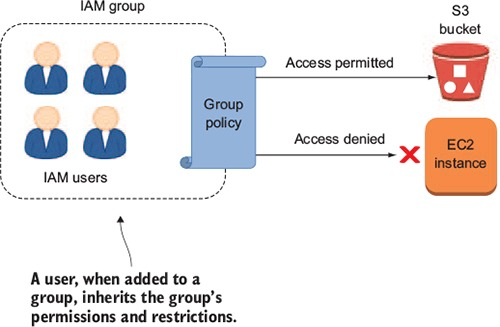 IAM group
S3
bucket
Access permitted
Group
policy
Access denied
EC2
instance
IAM users
A user, when added to a
group, inherits the group's
permissions and restrictions.